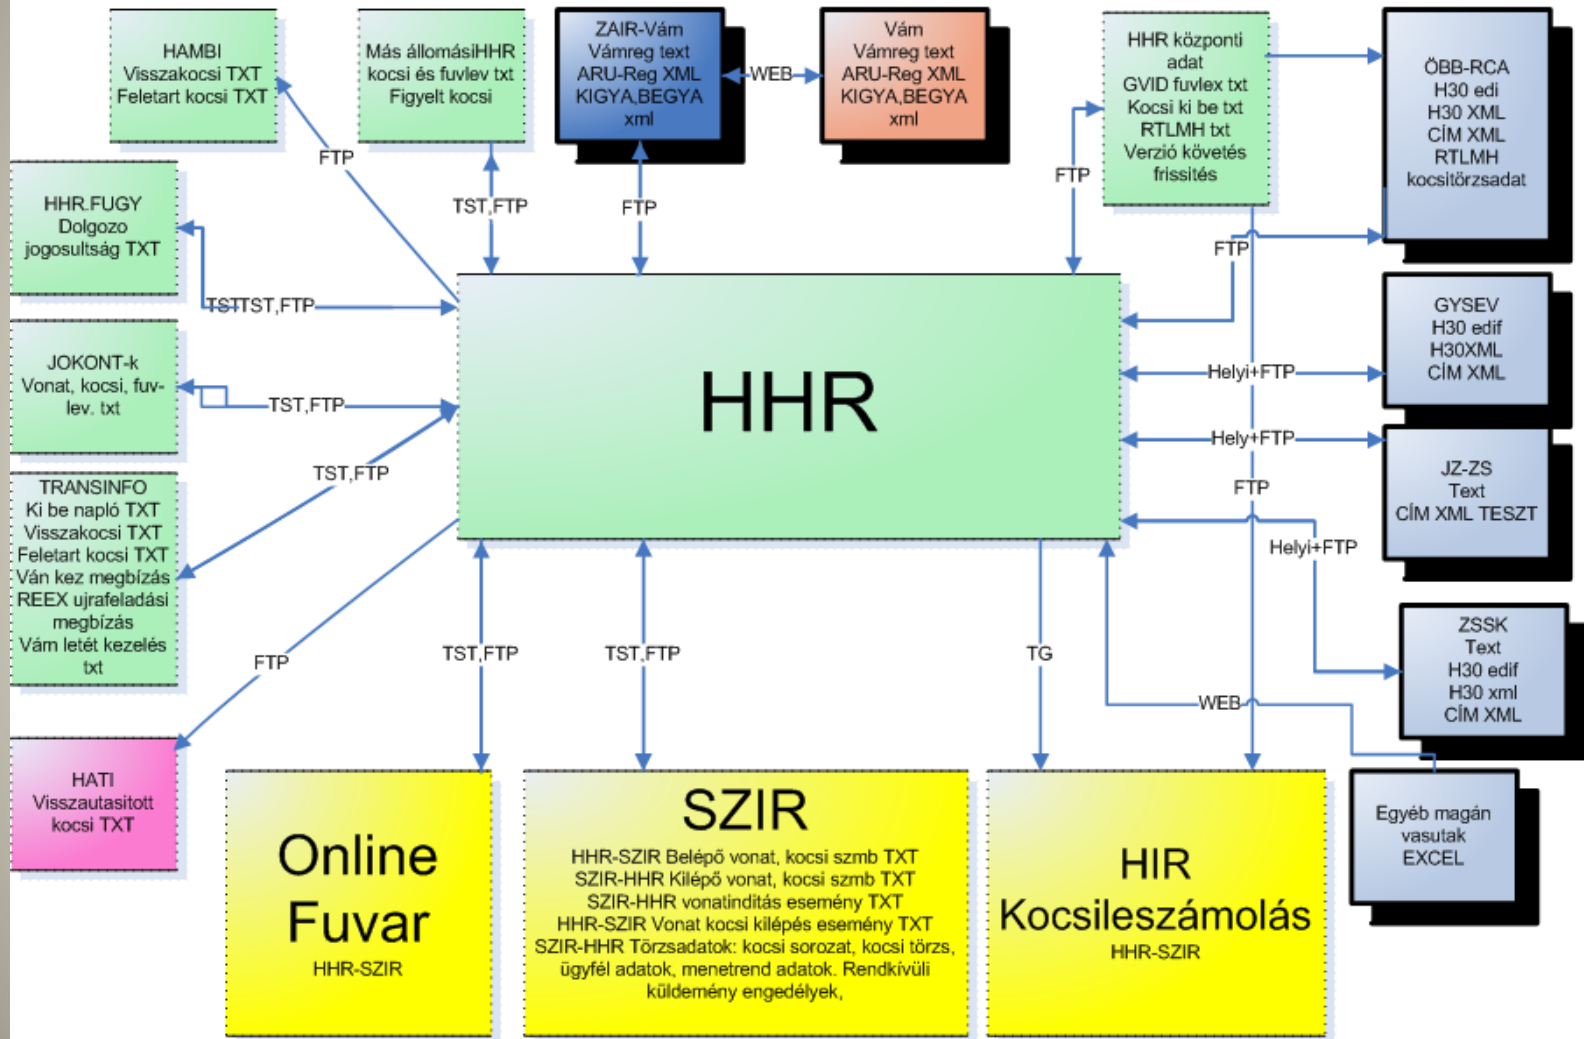 HAMBI
Visszakocsi TXT
Feletart kocsi TXT
Más állomásiHHR
kocsi és fuvlev txt
Figyelt kocsi
ZAIR-Vám
Vámreg text
ARU-Reg XML
KIGYA,BEGYA
xml
WEB
Vám
Vámreg text
ARU-Reg XML
KIGYA,BEGYA
xml
HHR központi
adat
GVID fuvlex txt
Kocsi ki be txt
RTLMH txt
Verzió követés
frissités
ÖBB-RCA
H30 edi
H30 XML
CÍM XML
RTLMH
kocsitörzsadat
FTP
TST,FTP
FTP
FTP
FTP
HHR.FUGY
Dolgozo
jogosultság TXT
TSTTST,FTP
HHR
GYSEV
H30 edif
H30XML
CÍM XML
Helyi+FTP
JOKONT-k
Vonat, kocsi, fuv-
lev. txt
TST,FTP
Hely+FTP
JZ-ZS
Text
CÍM XML TESZT
TRANSINFO
Ki be napló TXT
Visszakocsi TXT
Feletart kocsi TXT
Ván kez megbízás
REEX ujrafeladási
megbízás
Vám letét kezelés
txt
TST,FTP
FTP
Helyi+FTP
ZSSK
Text
H30 edif
H30 xml
CÍM XML
FTP
TST,FTP
TST,FTP
TG
WEB
HATI
Visszautasitott
kocsi TXT
Online
Fuvar
HHR-SZIR
SZIR
HHR-SZIR Belépő vonat, kocsi szmb TXT
SZIR-HHR Kilépő vonat, kocsi szmb TXT
SZIR-HHR vonatinditás esemény TXT
HHR-SZIR Vonat kocsi kilépés esemény TXT
SZIR-HHR Törzsadatok: kocsi sorozat, kocsi törzs,
ügyfél adatok, menetrend adatok. Rendkívüli
küldemény engedélyek,
HIR
Kocsileszámolás
HHR-SZIR
Egyéb magán
vasutak
EXCEL